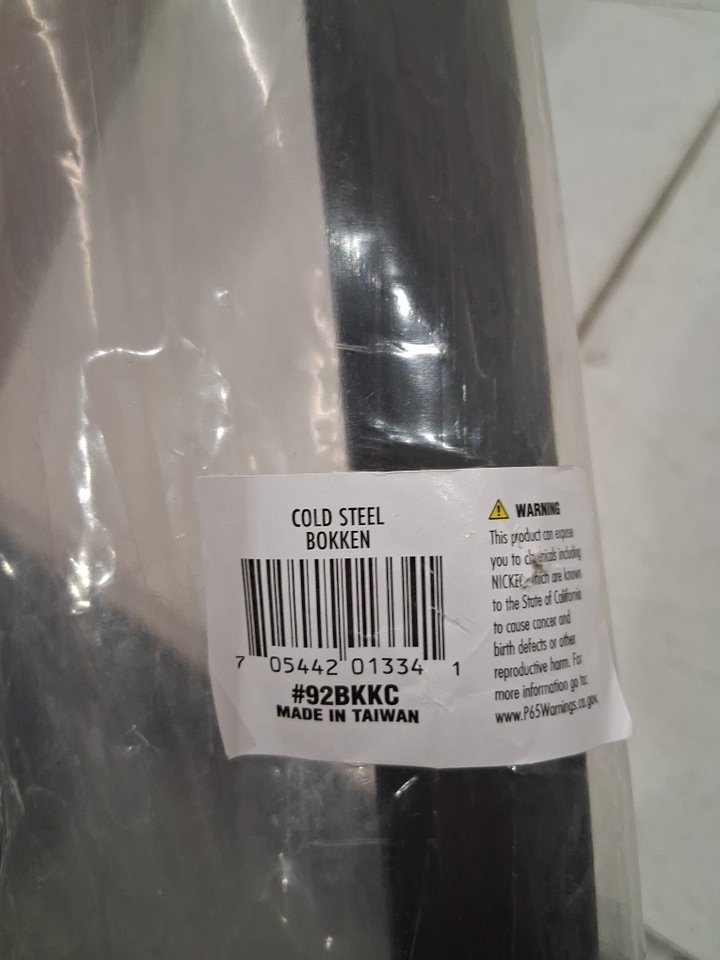 COLD STEEL
BOKKEN
7 05442 01334 1
#92BKKC
MADE IN TAIWAN
WARNING
This product can expose
you to chemicals including
NICKEL, which are known
to the State of California
to cause cancer and
birth defects or other
reproductive harm. For
more information go to:
www.P65Warnings.ca.gov.